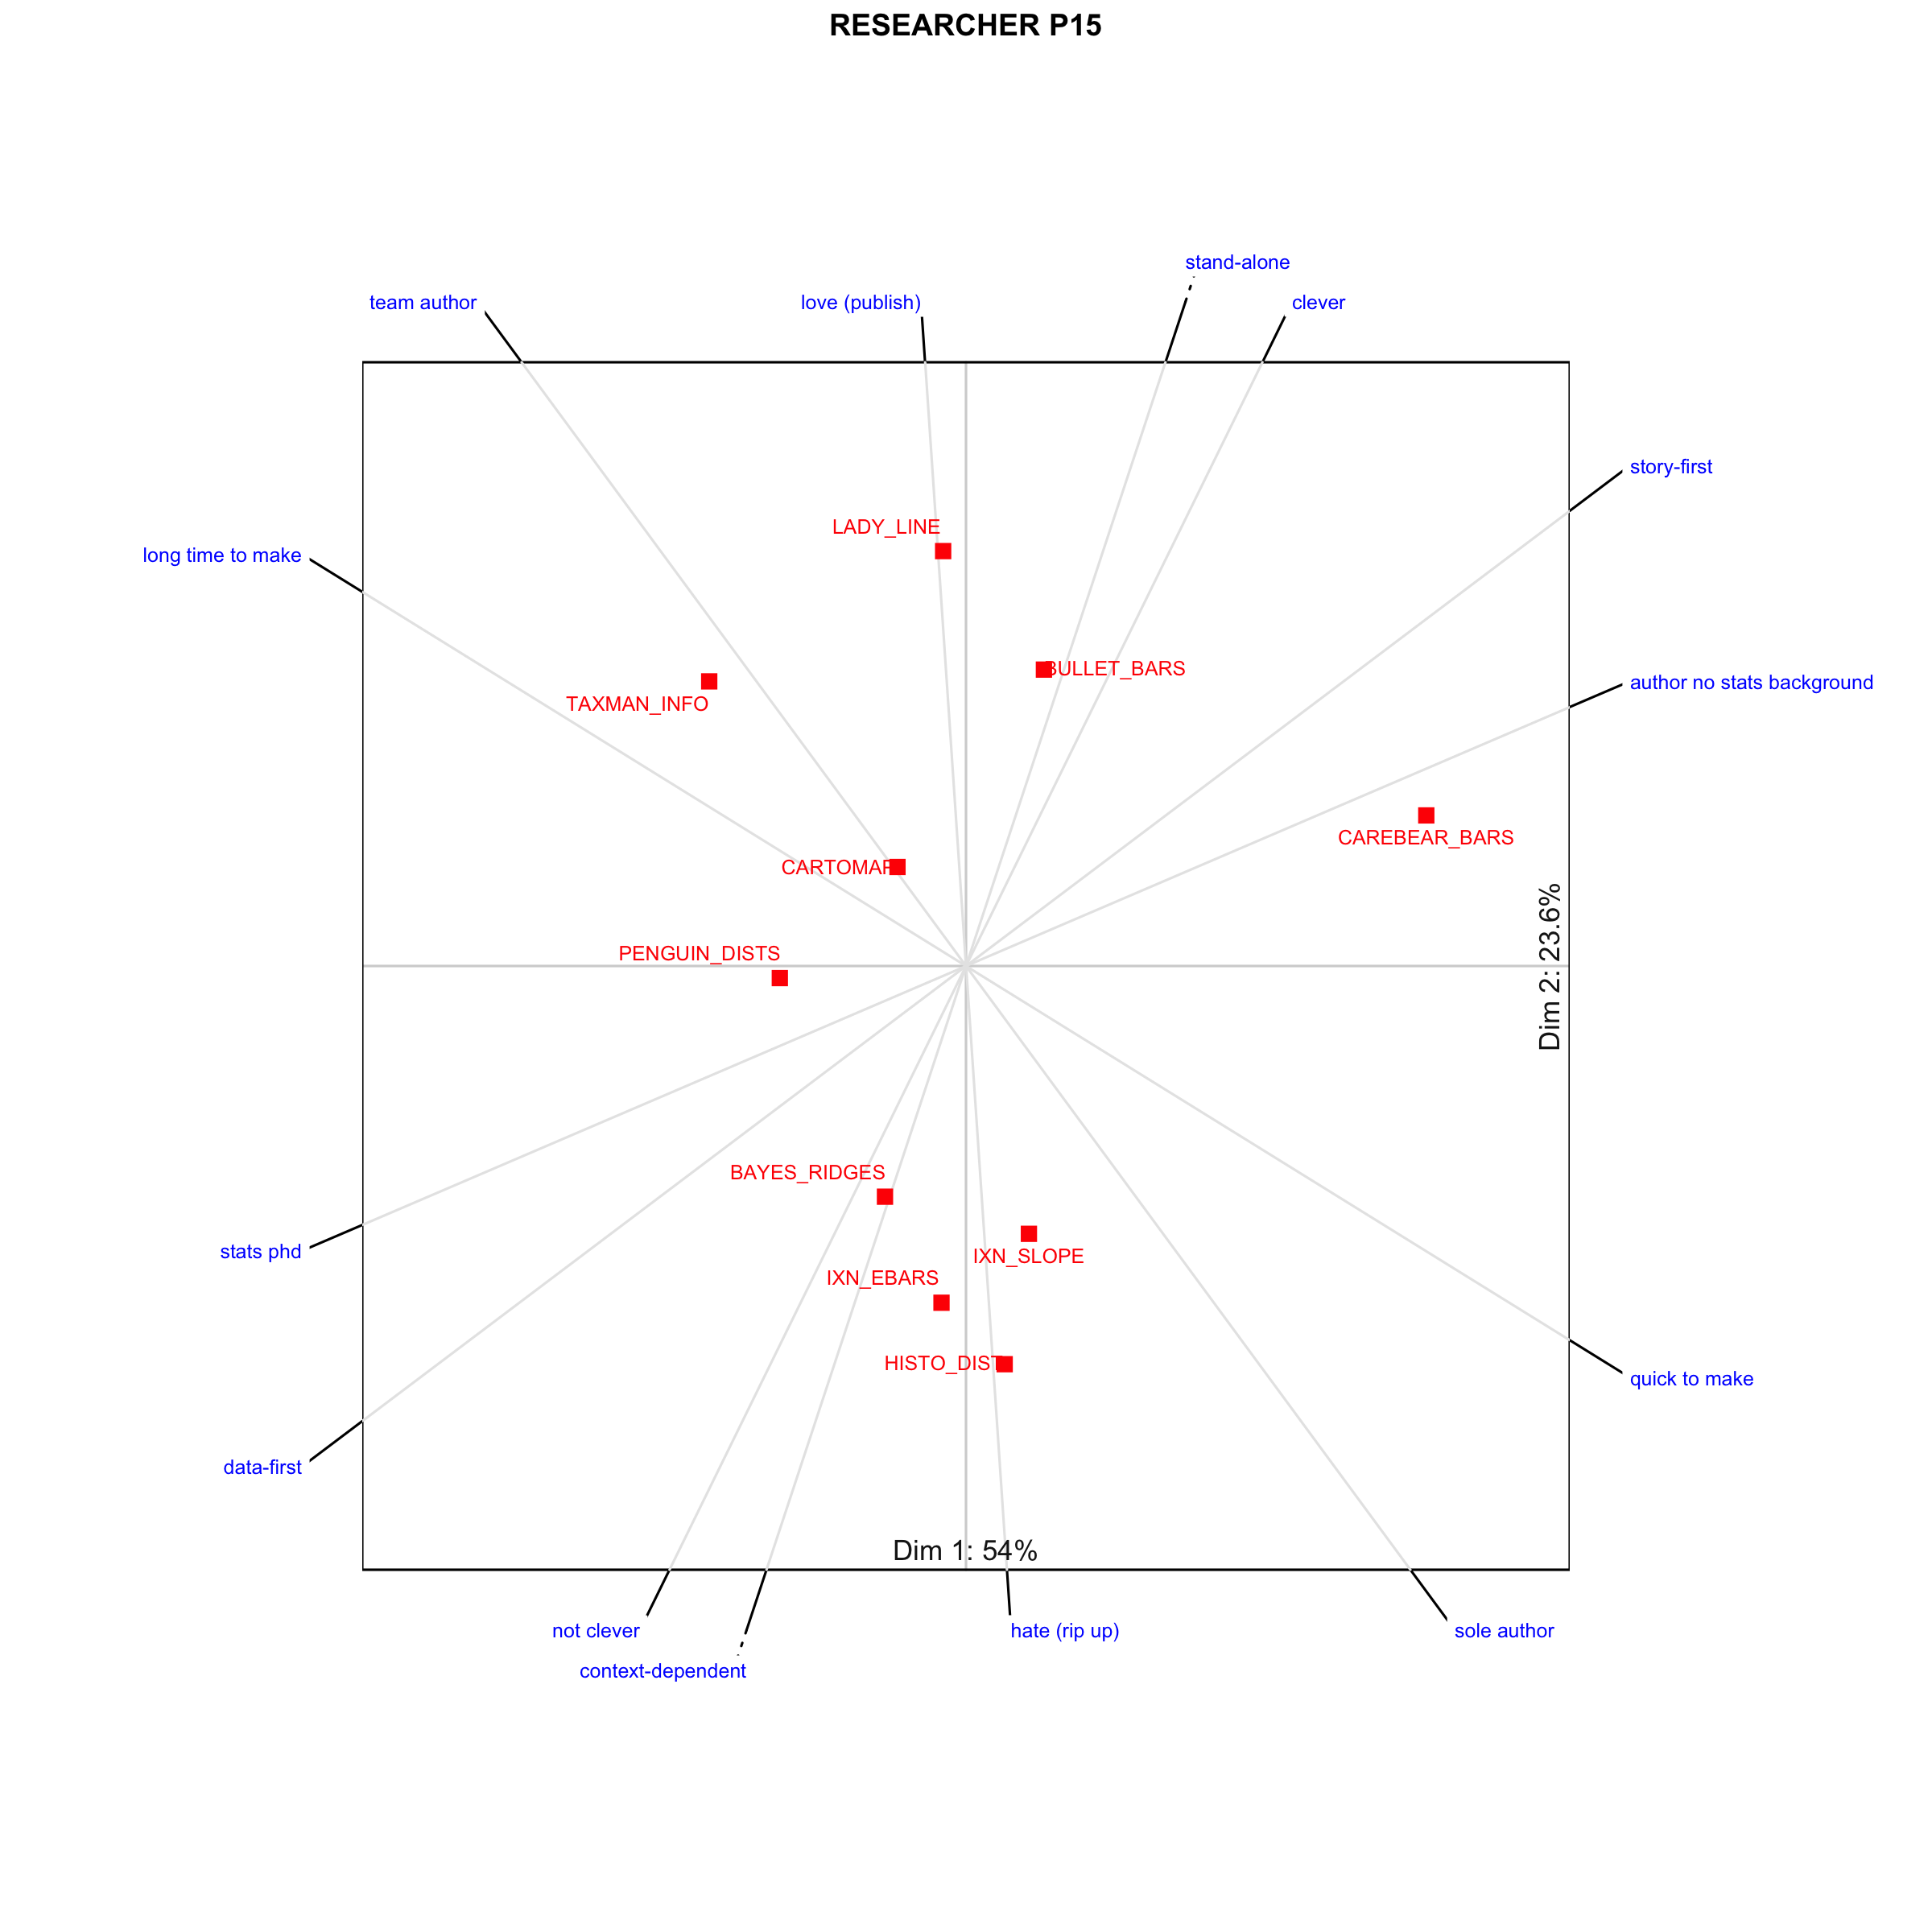 RESEARCHER P15
stand-alone
team author
love (publish)
clever
story-first
LADY_LINE
long time to make
BULLET_BARS
author no stats background
TAXMAN_INFO
CAREBEAR_BARS
CARTOMAP
Dim 2: 23.6%
PENGUIN_DISTS
BAYES_RIDGES
stats phd
IXN_SLOPE
IXN_EBARS
HISTO_DIST
quick to make
data-first
Dim 1: 54%
not clever
hate (rip up)
sole author
context-dependent